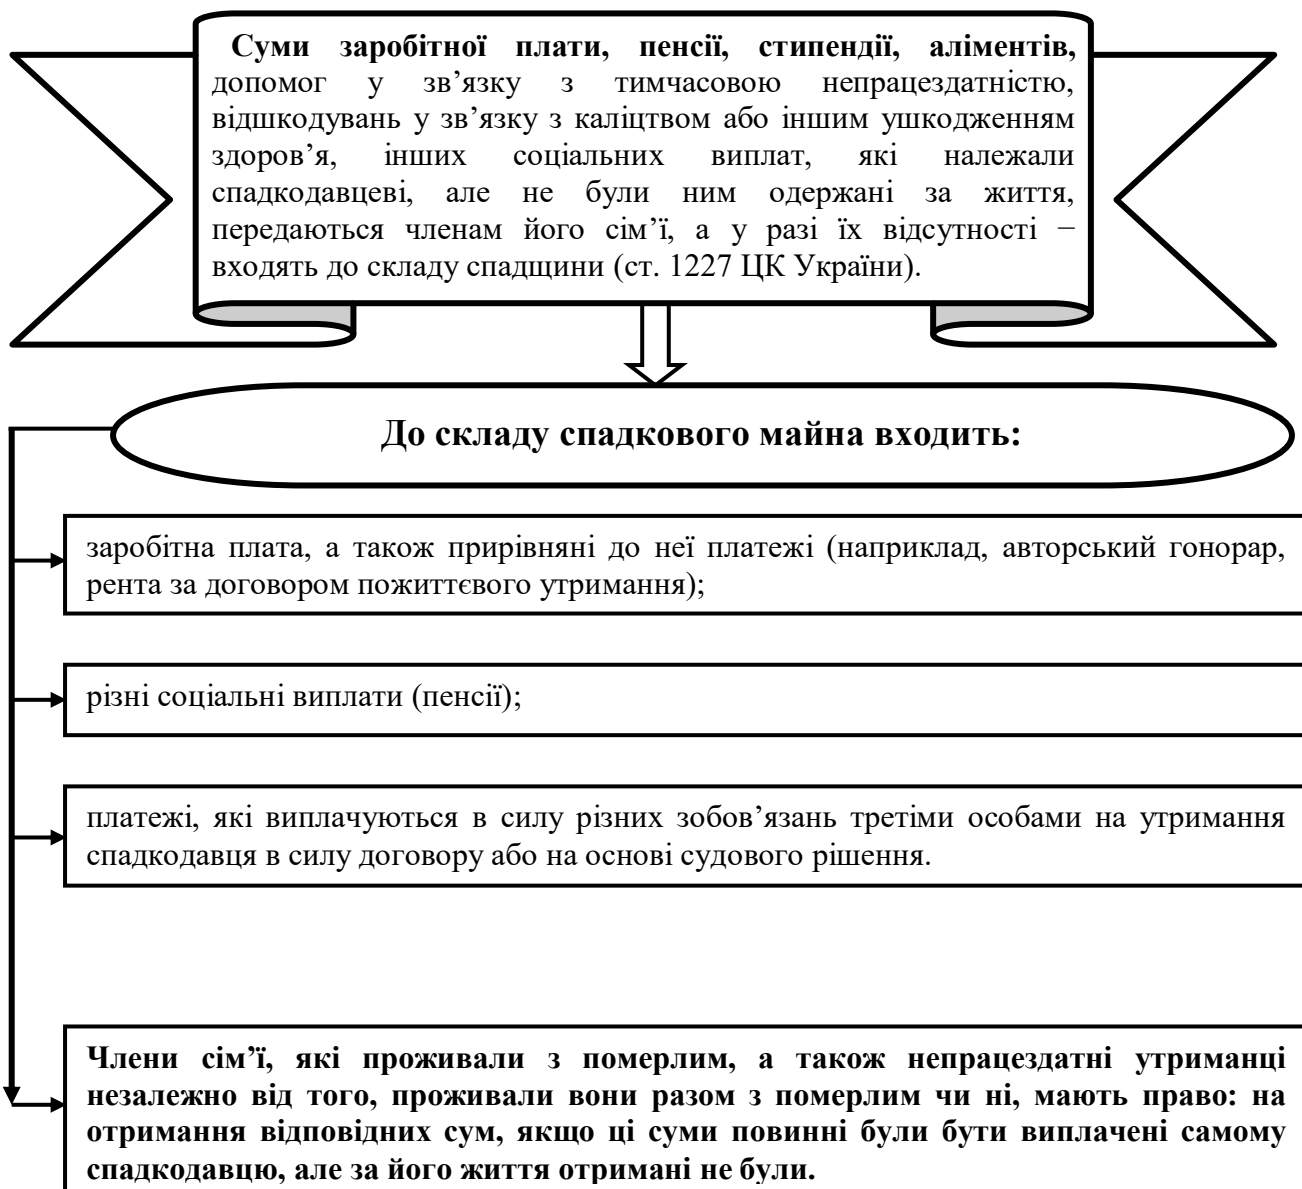 Суми заробітної плати, пенсії, стипендії, аліментів,
допомог у зв’язку з тимчасовою непрацездатністю,
відшкодувань у зв’язку з каліцтвом або іншим ушкодженням
здоров’я, інших соціальних виплат, які належали
спадкодавцеві, але не були ним одержані за життя,
передаються членам його сім’ї, а у разі їх відсутності −
входять до складу спадщини (ст. 1227 ЦК України).
До складу спадкового майна входить:
заробітна плата, а також прирівняні до неї платежі (наприклад, авторський гонорар,
рента за договором пожиттєвого утримання);
різні соціальні виплати (пенсії);
платежі, які виплачуються в силу різних зобов’язань третіми особами на утримання
спадкодавця в силу договору або на основі судового рішення.
Члени сім’ї, які проживали з померлим, а також непрацездатні утриманці
незалежно від того, проживали вони разом з померлим чи ні, мають право: на
отримання відповідних сум, якщо ці суми повинні були бути виплачені самому
спадкодавцю, але за його життя отримані не були.